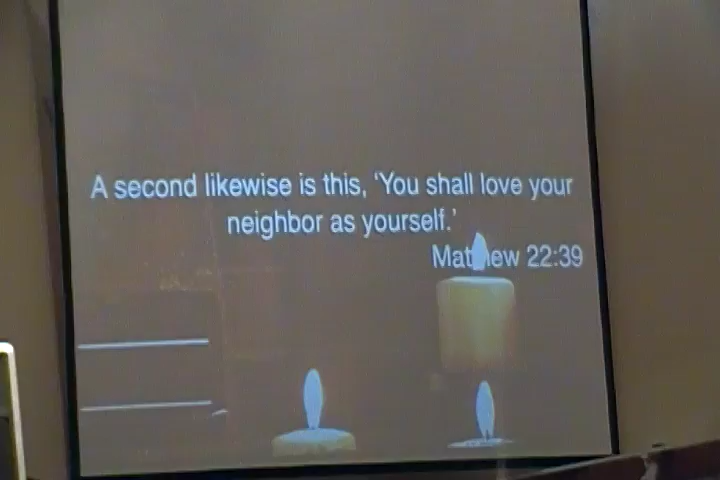 A second likewise is this, 'You shall love your
neighbor as yourself.'
Matthew 22:39